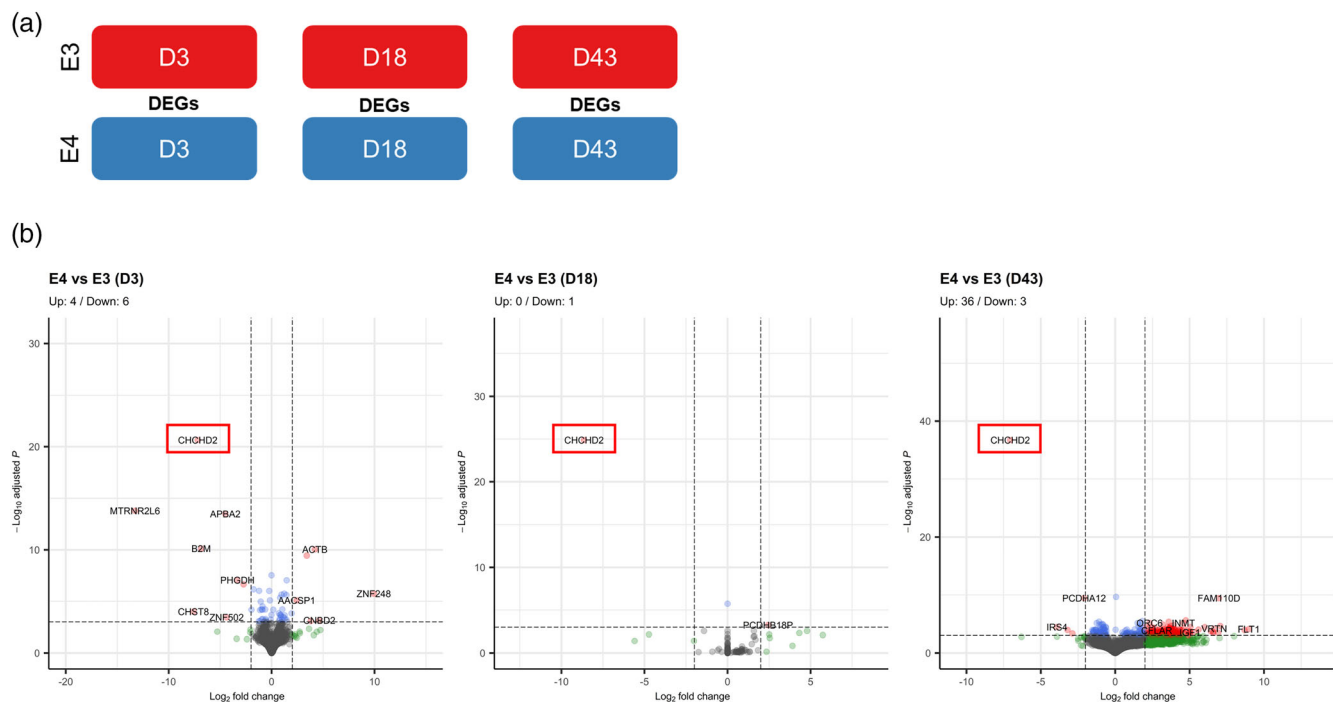 (a)
E3
D3
D18
D43
DEGs
DEGs
DEGs
E4
D3
D18
D43
(b)
E4 vs E3 (D3)
Up: 4 / Down: 6
30
20
10
0
-20
-10
0
10
− Log10 adjusted P
Log2 fold change
CHCHD2
MTRNR2L6
APBA2
B2M
ACTB
PHGDH
ZNF248
AACSP1
CHST8
ZNF502
CNBD2
E4 vs E3 (D18)
Up: 0 / Down: 1
30
20
10
0
-10
-5
0
5
− Log10 adjusted P
Log2 fold change
CHCHD2
PCDHB18P
E4 vs E3 (D43)
Up: 36 / Down: 3
40
20
0
-10
-5
0
5
10
− Log10 adjusted P
Log2 fold change
CHCHD2
PCDHA12
FAM110D
IRS4
ORC6
INMT
CFLAR
IGF1
VRTN
FLT1